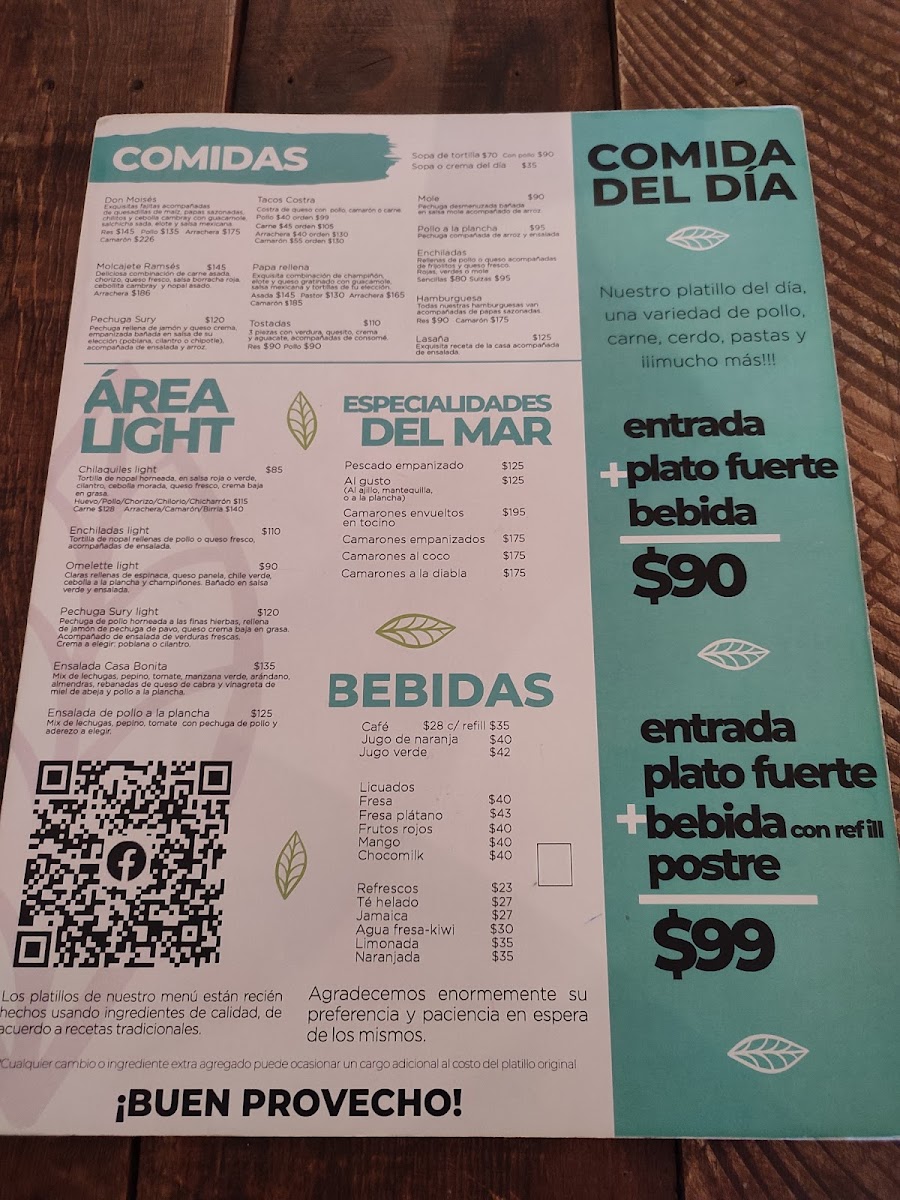 COMIDAS
Sopa de tortilla $70 Con pollo $90
Sopa o crema del día $35
Don Moisés
Exquisitas fajitas acompañadas
de quesadillas de maíz, papas sazonadas,
chilitos y cebolla cambray con guacamole,
salchicha asada, elote y salsa mexicana.
Res $145 Pollo $135 Arrachera $175
Camarón $226
Molcajete Ramsés $145
Deliciosa combinación de carne asada,
chorizo, queso fresco, salsa borracha roja,
cebollita cambray y nopal asado.
Arrachera $186
Pechuga Sury $120
Pechuga rellena de jamón y queso crema,
empanizada bañada en salsa de su
elección (poblana, cilantro o chipotle),
acompañada de ensalada y arroz.
Tacos Costra
Costra de queso con pollo, camarón o carne
Pollo $40 orden $99
Carne $45 orden $105
Arrachera $40 orden $130
Camarón $55 orden $130
Papa rellena
Exquisita combinación de champiñón,
elote y queso gratinado con guacamole,
salsa mexicana y tortillas de tu elección.
Asada $145 Pastor $130 Arrachera $165
Camarón $185
Tostadas $110
3 piezas con verdura, quesito, crema
y aguacate, acompañadas de consomé.
Res $90 Pollo $90
Mole $90
Pechuga desmenuzada bañada
en salsa mole acompañado de arroz.
Pollo a la plancha $95
Pechuga compañada de arroz y ensalada
Enchiladas
Rellenas de pollo o queso acompañadas
de frijolitos y queso fresco.
Rojas, verdes o mole
Sencillas $80 Suizas $95
Hamburguesa
Todas nuestras hamburguesas van
acompañadas de papas sazonadas.
Res $90 Camarón $175
Lasaña $125
Exquisita receta de la casa acompañada
de ensalada.
ÁREA
LIGHT
Chilaquiles light $85
Tortilla de nopal horneada, en salsa roja o verde,
cilantro, cebolla morada, queso fresco, crema baja
en grasa.
Huevo/Pollo/Chorizo/Chilorio/Chicharrón $115
Carne $128 Arrachera/Camarón/Birria $140
Enchiladas light $110
Tortilla de nopal rellenas de pollo o queso fresco,
acompañadas de ensalada.
Omelette light $90
Claras rellenas de espinaca, queso panela, chile verde,
cebolla a la plancha y champiñones. Bañado en salsa
verde y ensalada.
Pechuga Sury light $120
Pechuga de pollo horneada a las finas hierbas, rellena
de jamón de pechuga de pavo, queso crema baja en grasa.
Acompañado de ensalada de verduras frescas.
Crema a elegir: poblana o cilantro.
Ensalada Casa Bonita $135
Mix de lechugas, pepino, tomate, manzana verde, arándano,
almendras, rebanadas de queso de cabra y vinagreta de
miel de abeja y pollo a la plancha.
Ensalada de pollo a la plancha $125
Mix de lechugas, pepino, tomate con pechuga de pollo y
aderezo a elegir.
ESPECIALIDADES
DEL MAR
Pescado empanizado $125
Al gusto $125
(Al ajillo, mantequilla,
o a la plancha)
Camarones envueltos $195
en tocino
Camarones empanizados $175
Camarones al coco $175
Camarones a la diabla $175
BEBIDAS
Café $28 c/ refill $35
Jugo de naranja $40
Jugo verde $42
Licuados
Fresa $40
Fresa plátano $43
Frutos rojos $40
Mango $40
Chocomilk $40
Refrescos $23
Té helado $27
Jamaica $27
Agua fresa-kiwi $30
Limonada $35
Naranjada $35
Los platillos de nuestro menú están recién
hechos usando ingredientes de calidad, de
acuerdo a recetas tradicionales.
Agradecemos enormemente su
preferencia y paciencia en espera
de los mismos.
*Cualquier cambio o ingrediente extra agregado puede ocasionar un cargo adicional al costo del platillo original
¡BUEN PROVECHO!
COMIDA
DEL DÍA
Nuestro platillo del día,
una variedad de pollo,
carne, cerdo, pastas y
¡¡¡mucho más!!!
entrada
+plato fuerte
bebida
$90
entrada
plato fuerte
+bebida con refill
postre
$99